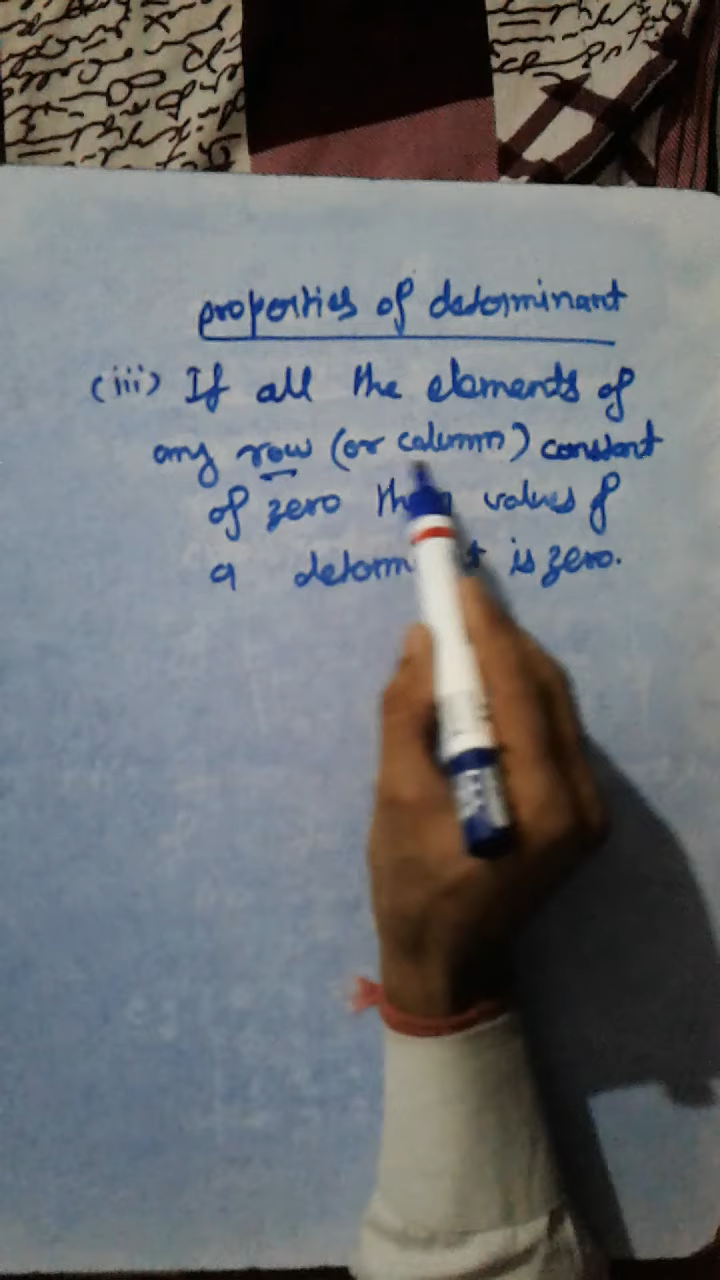 properties of determinant
(iii) If all the elements of
any row (or column) constant
of zero values of
a is zero.